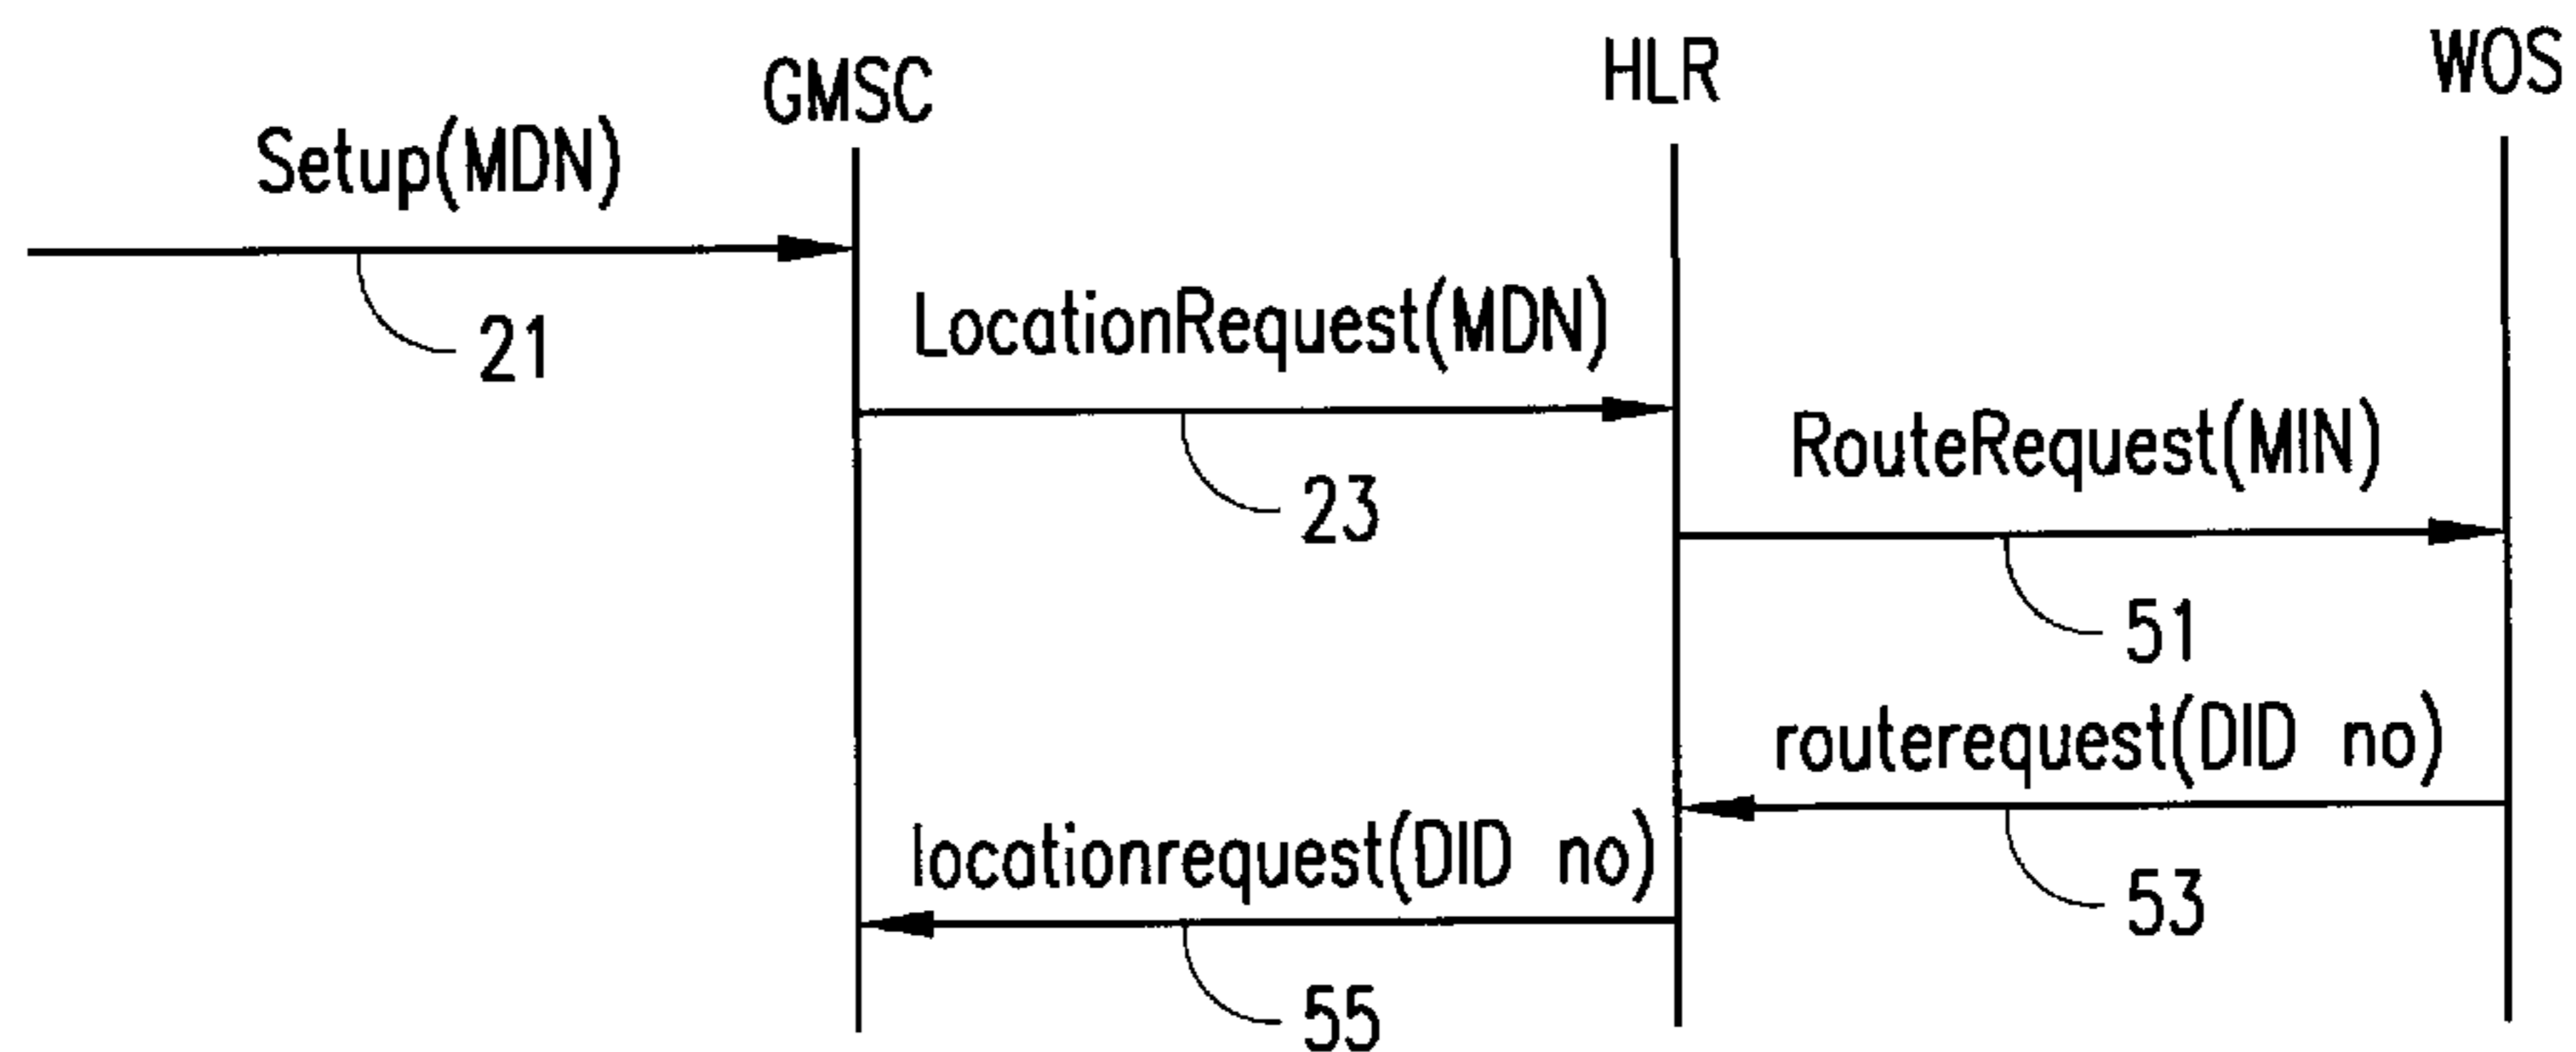 GMSC
HLR
WOS
Setup(MDN)
21
LocationRequest(MDN)
23
RouteRequest(MIN)
51
routerequest(DID no)
53
locationrequest(DID no)
55